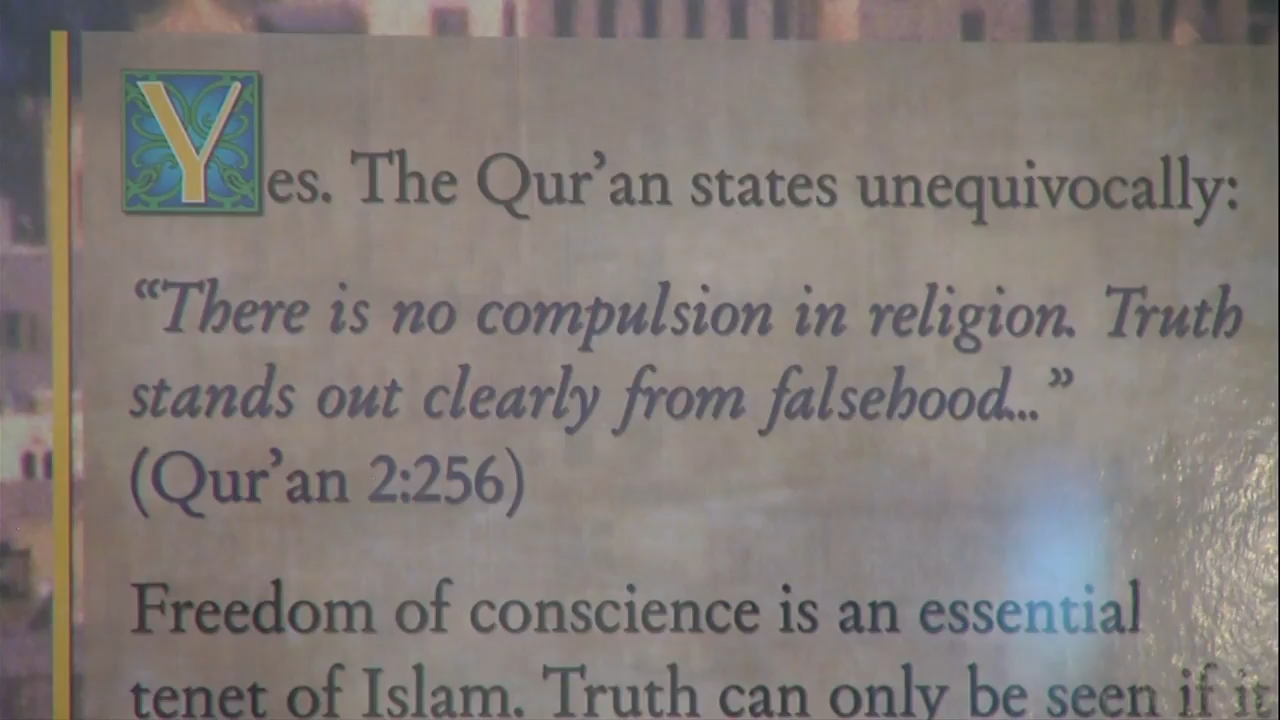 Yes. The Qur’an states unequivocally:
“There is no compulsion in religion. Truth
stands out clearly from falsehood...”
(Qur’an 2:256)
Freedom of conscience is an essential
tenet of Islam. Truth can only be seen if it